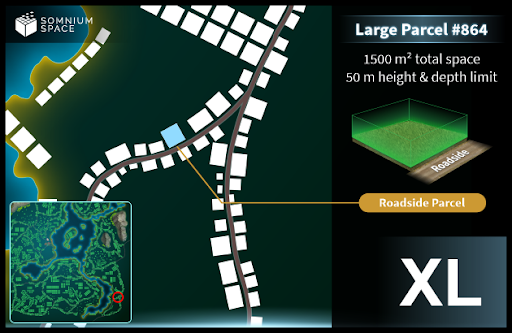 SOMNIUM
SPACE
Large Parcel #864
1500 m² total space
50 m height & depth limit
Roadside
Roadside Parcel
XL